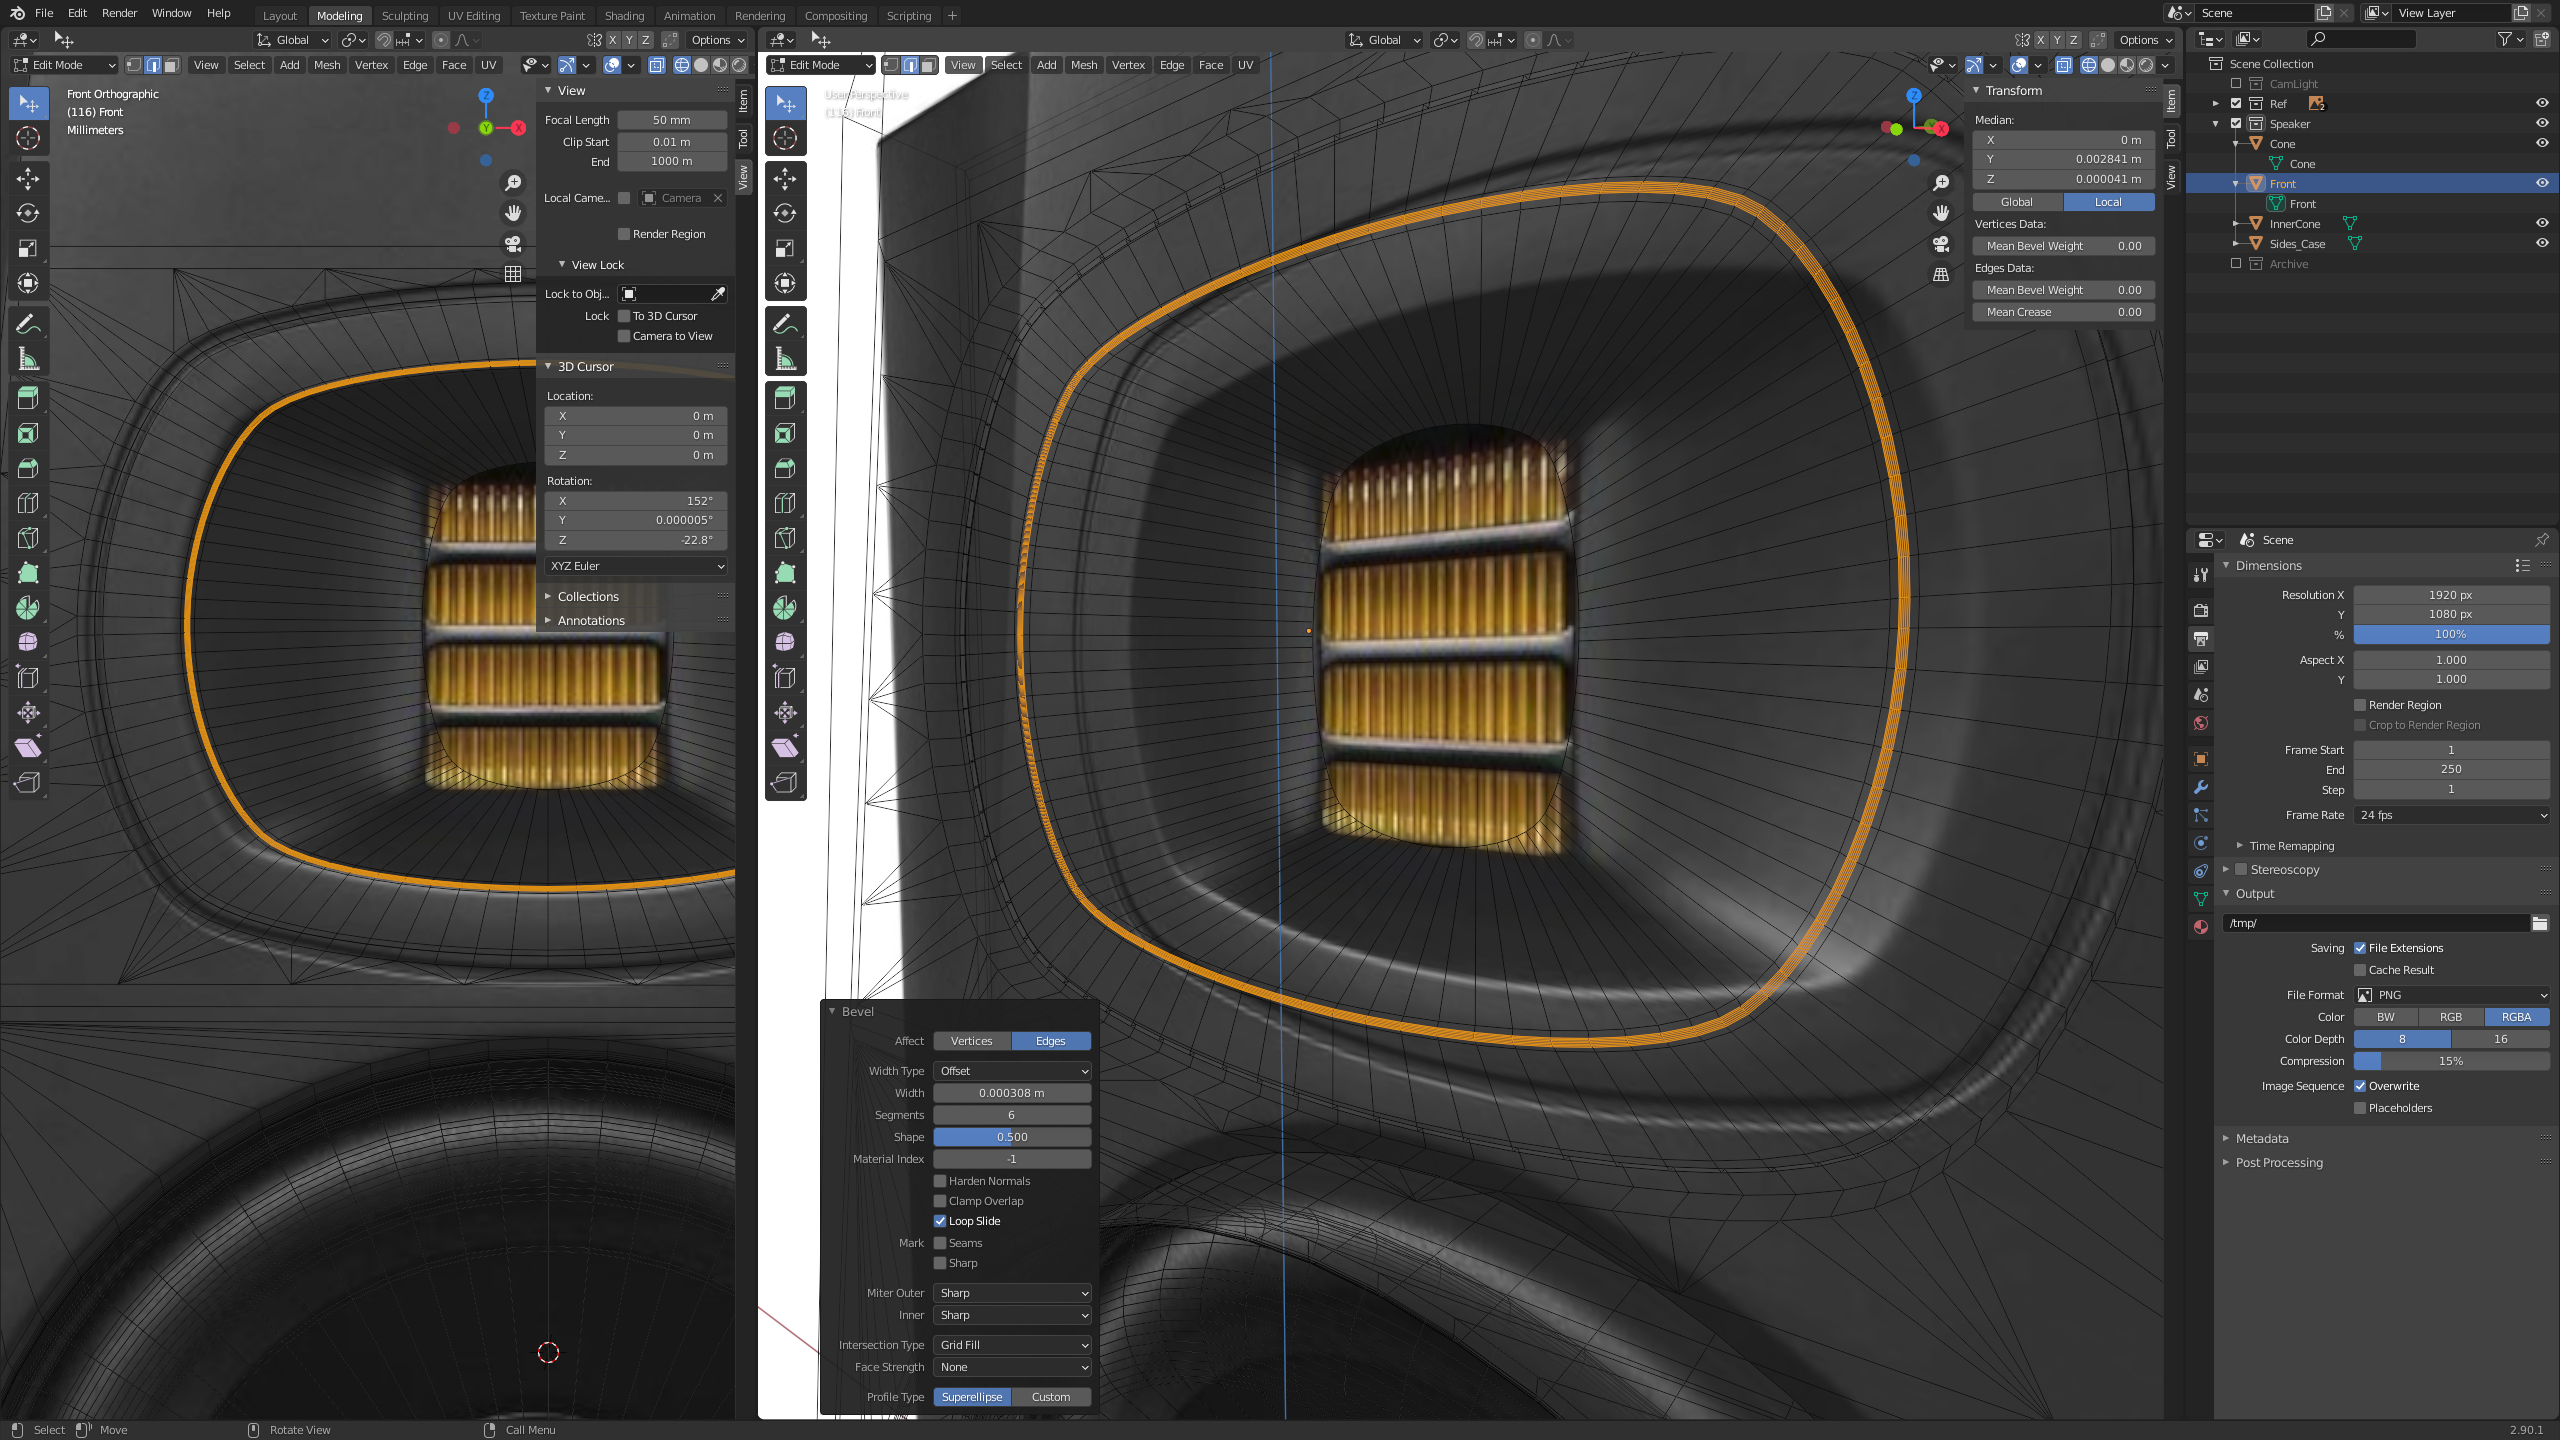 File Edit Render Window Help Layout Modeling Sculpting UV Editing Texture Paint Shading Animation Rendering Compositing Scripting + Scene View Layer
Global X Y Z Options Global X Y Z Options
Edit Mode View Select Add Mesh Vertex Edge Face UV Edit Mode View Select Add Mesh Vertex Edge Face UV
Front Orthographic
(116) Front
Millimeters
Z
Y
X
View
Focal Length 50 mm
Clip Start 0.01 m
End 1000 m
Local Came... Camera
Render Region
View Lock
Lock to Obj...
Lock To 3D Cursor
Camera to View
3D Cursor
Location:
X 0 m
Y 0 m
Z 0 m
Rotation:
X 152°
Y 0.000005°
Z -22.8°
XYZ Euler
Collections
Annotations
Item
Tool
View
User Perspective
(116) Front
Z
X
Transform
Median:
X 0 m
Y 0.002841 m
Z 0.000041 m
Global Local
Vertices Data:
Mean Bevel Weight 0.00
Edges Data:
Mean Bevel Weight 0.00
Mean Crease 0.00
Item
Tool
View
Bevel
Affect Vertices Edges
Width Type Offset
Width 0.000308 m
Segments 6
Shape 0.500
Material Index -1
Harden Normals
Clamp Overlap
Loop Slide
Mark Seams
Sharp
Miter Outer Sharp
Inner Sharp
Intersection Type Grid Fill
Face Strength None
Profile Type Superellipse Custom
Scene Collection
CamLight
Ref 2
Speaker
Cone
Cone
Front
Front
InnerCone
Sides_Case
Archive
Scene
Dimensions
Resolution X 1920 px
Y 1080 px
% 100%
Aspect X 1.000
Y 1.000
Render Region
Crop to Render Region
Frame Start 1
End 250
Step 1
Frame Rate 24 fps
Time Remapping
Stereoscopy
Output
/tmp/
Saving File Extensions
Cache Result
File Format PNG
Color BW RGB RGBA
Color Depth 8 16
Compression 15%
Image Sequence Overwrite
Placeholders
Metadata
Post Processing
Select Move Rotate View Call Menu 2.90.1